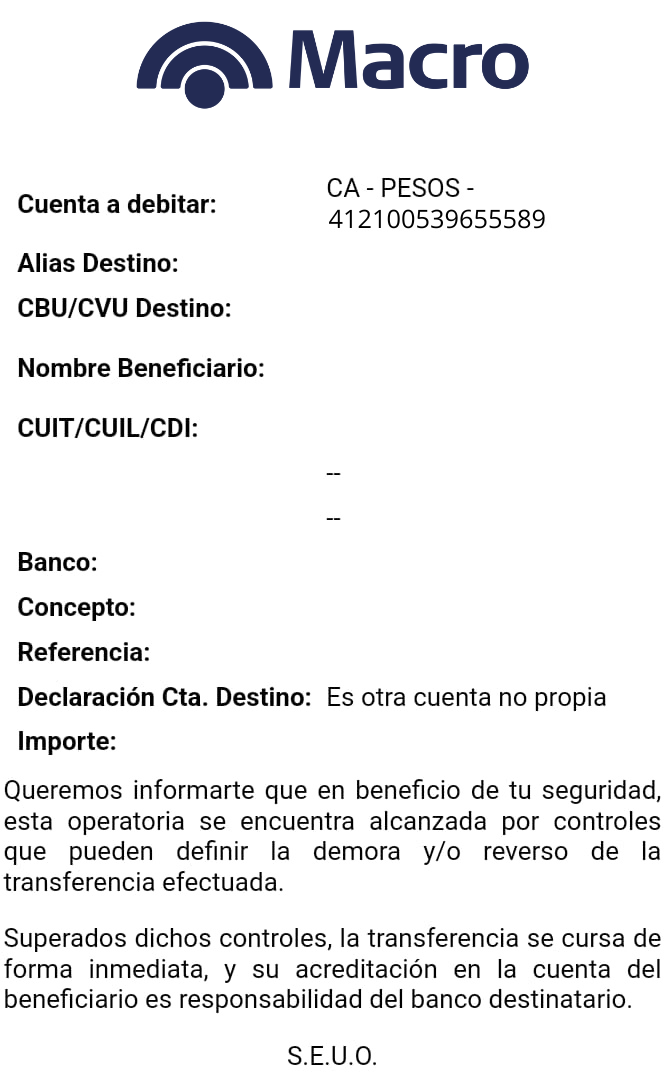 Macro
Cuenta a debitar:
CA - PESOS -
412100539655589
Alias Destino:
CBU/CVU Destino:
Nombre Beneficiario:
CUIT/CUIL/CDI:
--
--
Banco:
Concepto:
Referencia:
Declaración Cta. Destino: Es otra cuenta no propia
Importe:
Queremos informarte que en beneficio de tu seguridad,
esta operatoria se encuentra alcanzada por controles
que pueden definir la demora y/o reverso de la
transferencia efectuada.
Superados dichos controles, la transferencia se cursa de
forma inmediata, y su acreditación en la cuenta del
beneficiario es responsabilidad del banco destinatario.
S.E.U.O.